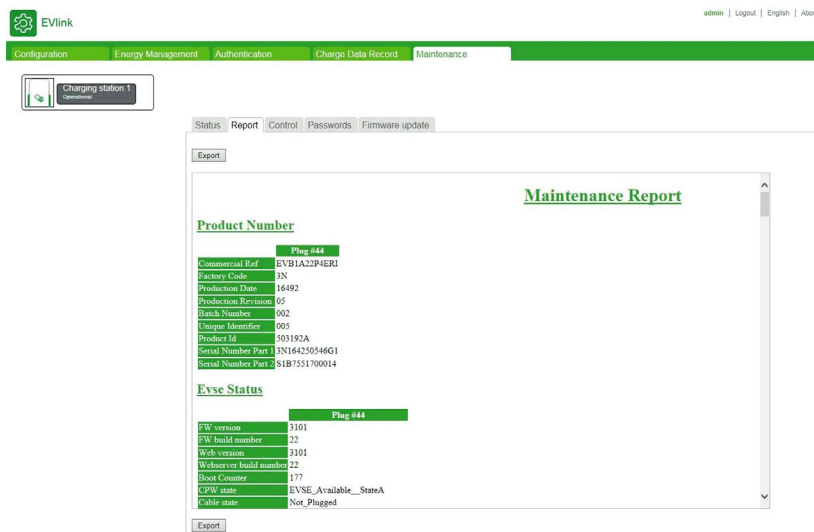 admin | Logout | English |
EVlink
Configuration Energy Management Authentication Charge Data Record Maintenance
Charging station 1
Operational
Status Report Control Passwords Firmware update
Export
Maintenance Report
Product Number
Plug #44
Commercial Ref EVB1A22P4ERI
Factory Code 3N
Production Date 16492
Production Revision 05
Batch Number 002
Unique Identifier 005
Product Id 503192A
Serial Number Part 1 3N164250546G1
Serial Number Part 2 S1B7551700014
Evse Status
Plug #44
FW version 3101
FW build number 22
Web version 3101
Webserver build number 22
Boot Counter 177
CPW state EVSE_Available__StateA
Cable state Not_Plugged
Export